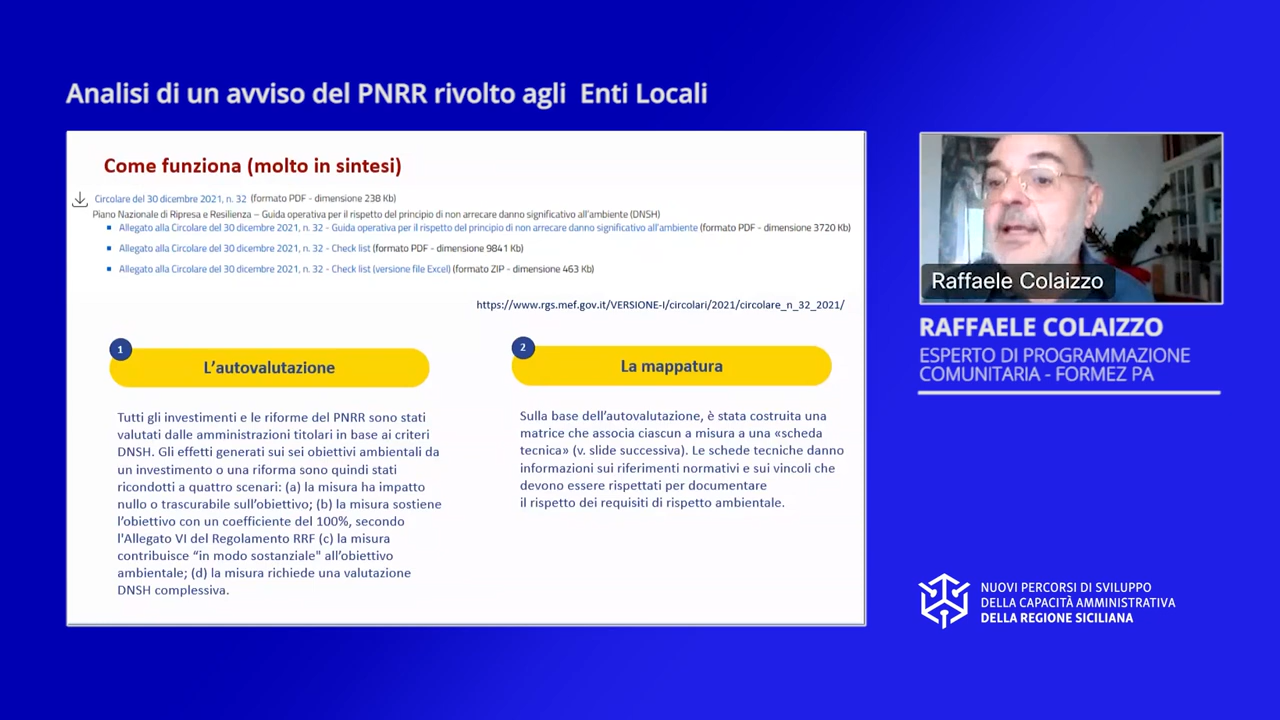 Analisi di un avviso del PNRR rivolto agli Enti Locali
Come funziona (molto in sintesi)
Circolare del 30 dicembre 2021, n. 32 (formato PDF - dimensione 238 Kb)
Piano Nazionale di Ripresa e Resilienza – Guida operativa per il rispetto del principio di non arrecare danno significativo all'ambiente (DNSH)
Allegato alla Circolare del 30 dicembre 2021, n. 32 - Guida operativa per il rispetto del principio di non arrecare danno significativo all'ambiente (formato PDF - dimensione 3720 Kb)
Allegato alla Circolare del 30 dicembre 2021, n. 32 - Check list (formato PDF - dimensione 9841 Kb)
Allegato alla Circolare del 30 dicembre 2021, n. 32 - Check list (versione file Excel) (formato ZIP - dimensione 463 Kb)
https://www.rgs.mef.gov.it/VERSIONE-I/circolari/2021/circolare_n_32_2021/
1
L’autovalutazione
Tutti gli investimenti e le riforme del PNRR sono stati
valutati dalle amministrazioni titolari in base ai criteri
DNSH. Gli effetti generati sui sei obiettivi ambientali da
un investimento o una riforma sono quindi stati
ricondotti a quattro scenari: (a) la misura ha impatto
nullo o trascurabile sull’obiettivo; (b) la misura sostiene
l’obiettivo con un coefficiente del 100%, secondo
l'Allegato VI del Regolamento RRF (c) la misura
contribuisce “in modo sostanziale" all’obiettivo
ambientale; (d) la misura richiede una valutazione
DNSH complessiva.
2
La mappatura
Sulla base dell’autovalutazione, è stata costruita una
matrice che associa ciascun a misura a una «scheda
tecnica» (v. slide successiva). Le schede tecniche danno
informazioni sui riferimenti normativi e sui vincoli che
devono essere rispettati per documentare
il rispetto dei requisiti di rispetto ambientale.
Raffaele Colaizzo
RAFFAELE COLAIZZO
ESPERTO DI PROGRAMMAZIONE
COMUNITARIA - FORMEZ PA
NUOVI PERCORSI DI SVILUPPO
DELLA CAPACITÀ AMMINISTRATIVA
DELLA REGIONE SICILIANA